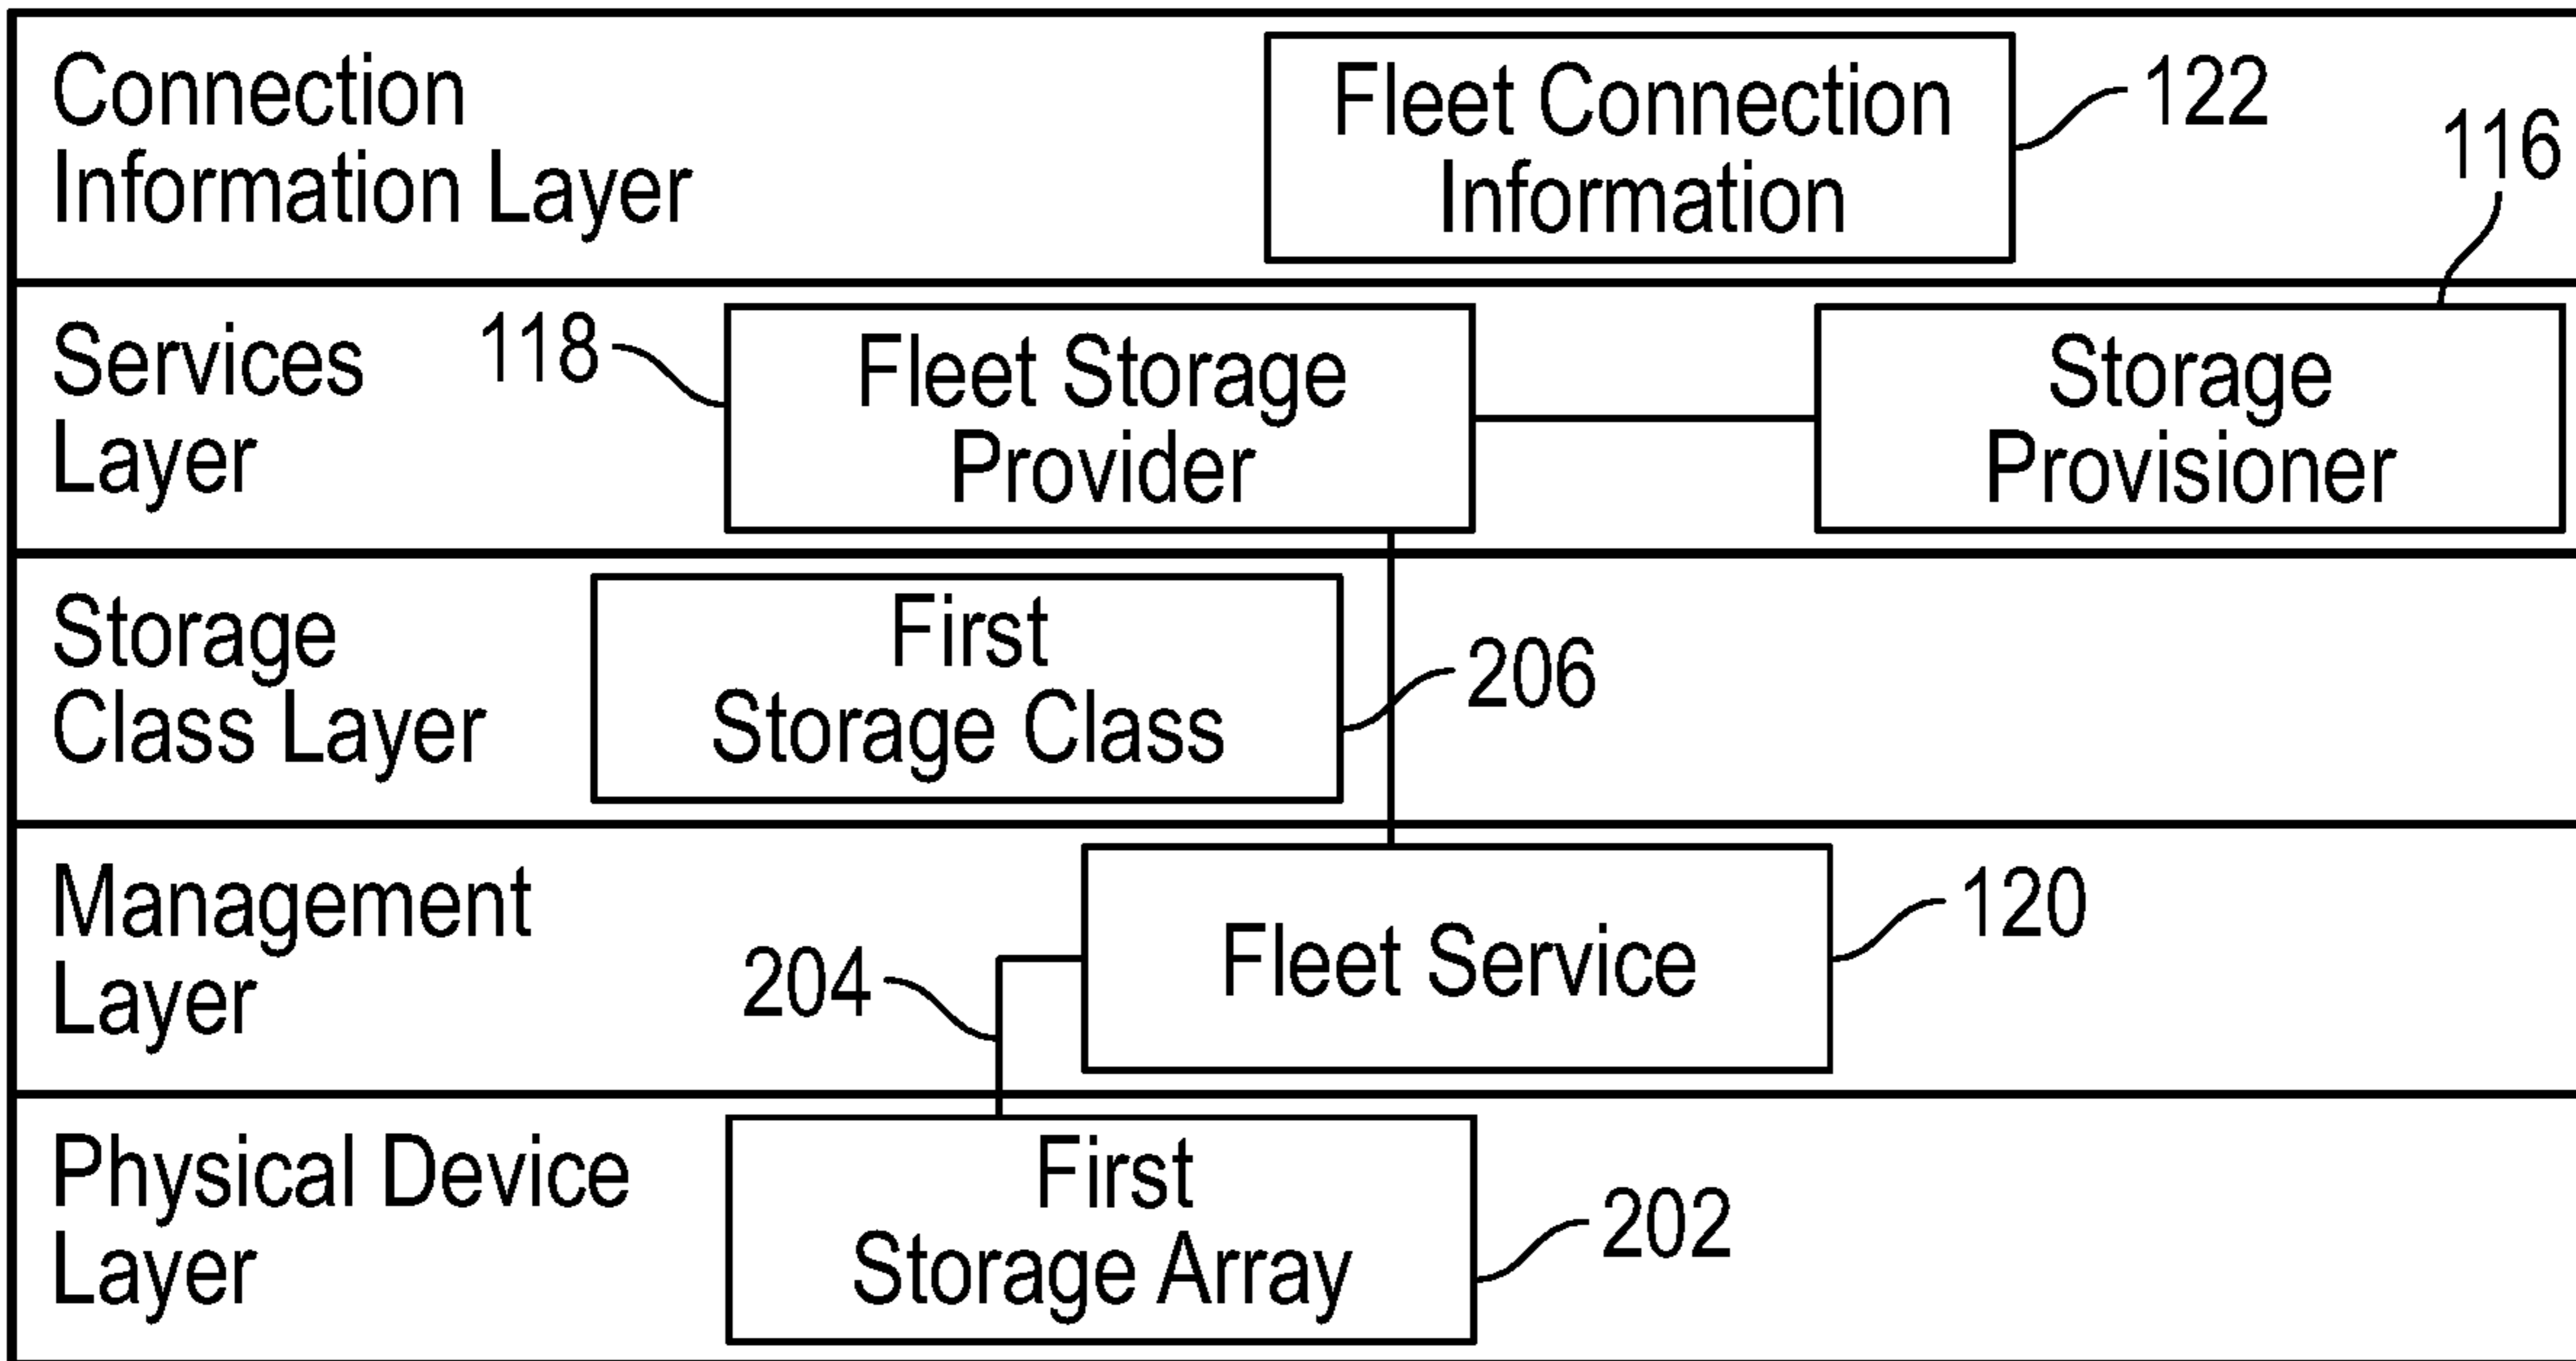 Connection
Information Layer
Fleet Connection
Information
122
116
Services
Layer
118
Fleet Storage
Provider
Storage
Provisioner
Storage
Class Layer
First
Storage Class
206
Management
Layer
204
Fleet Service
120
Physical Device
Layer
First
Storage Array
202